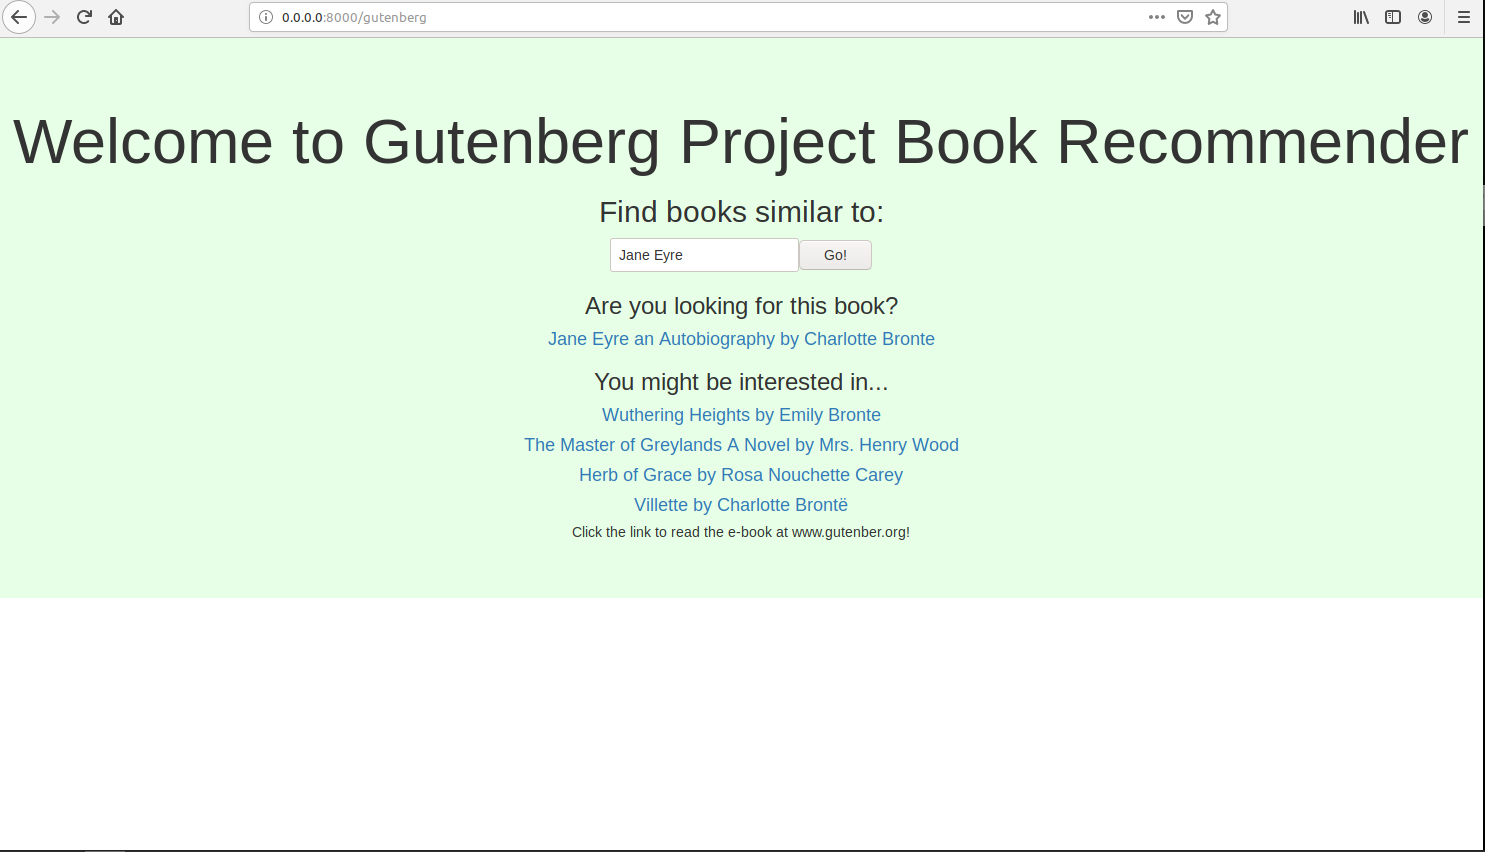 0.0.0.0:8000/gutenberg
Welcome to Gutenberg Project Book Recommender
Find books similar to:
Jane Eyre Go!
Are you looking for this book?
Jane Eyre an Autobiography by Charlotte Bronte
You might be interested in...
Wuthering Heights by Emily Bronte
The Master of Greylands A Novel by Mrs. Henry Wood
Herb of Grace by Rosa Nouchette Carey
Villette by Charlotte Brontë
Click the link to read the e-book at www.gutenber.org!